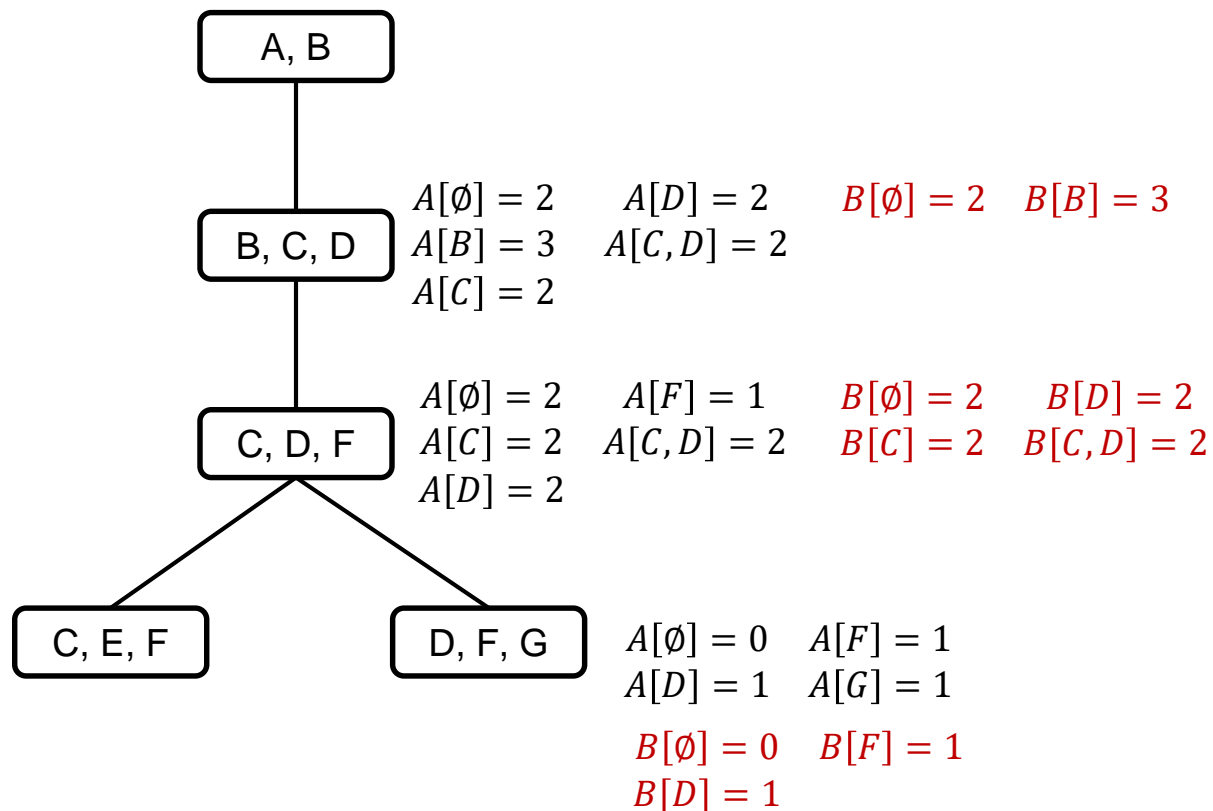 A, B
A[∅] = 2 A[D] = 2 B[∅] = 2 B[B] = 3
B, C, D A[B] = 3 A[C, D] = 2
A[C] = 2
A[∅] = 2 A[F] = 1 B[∅] = 2 B[D] = 2
C, D, F A[C] = 2 A[C, D] = 2 B[C] = 2 B[C, D] = 2
A[D] = 2
C, E, F D, F, G A[∅] = 0 A[F] = 1
A[D] = 1 A[G] = 1
B[∅] = 0 B[F] = 1
B[D] = 1